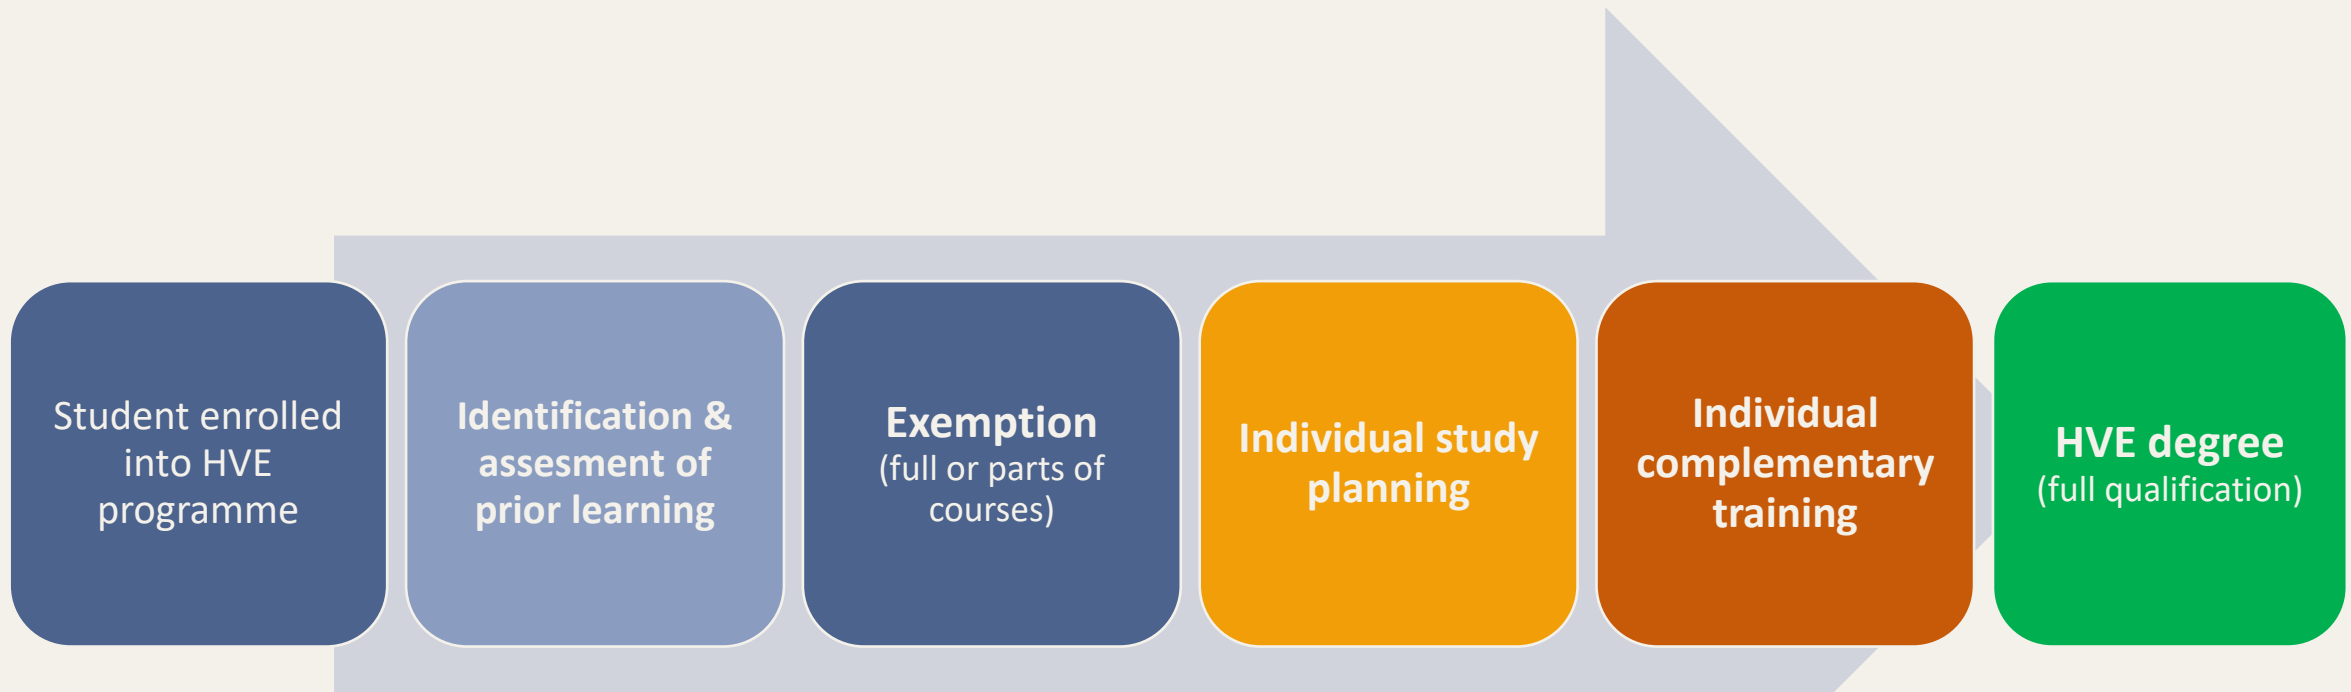 Student enrolled
into HVE
programme
Identification &
assesment of
prior learning
Exemption
(full or parts of
courses)
Individual study
planning
Individual
complementary
training
HVE degree
(full qualification)